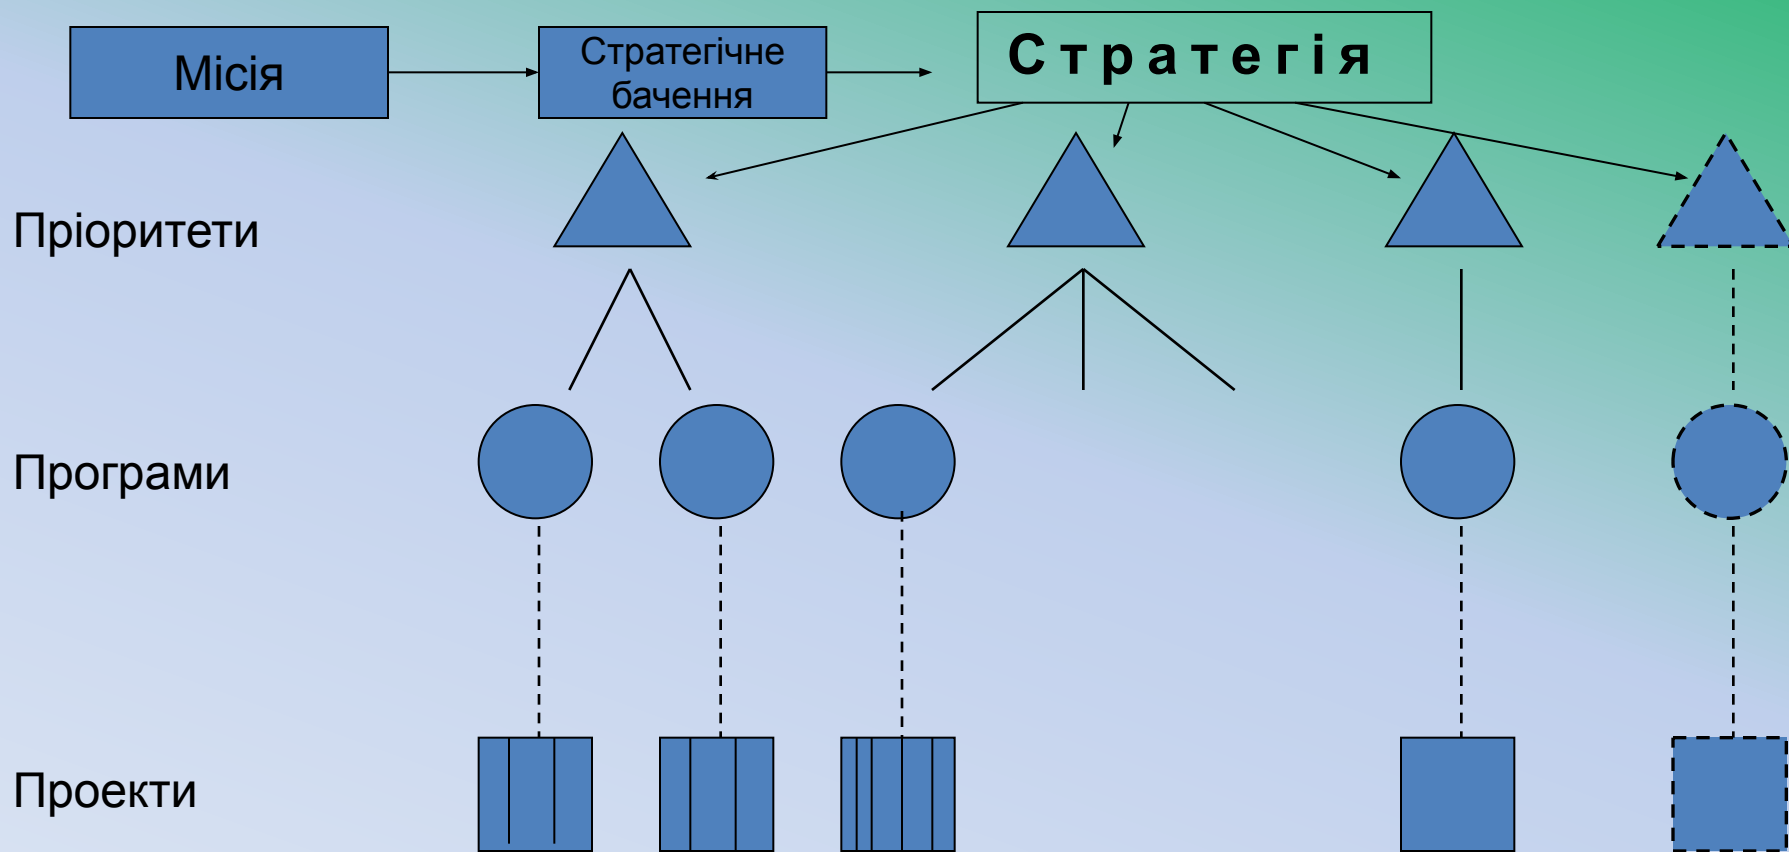 Місія
Стратегічне
бачення
Стратегія
Пріоритети
Програми
Проекти